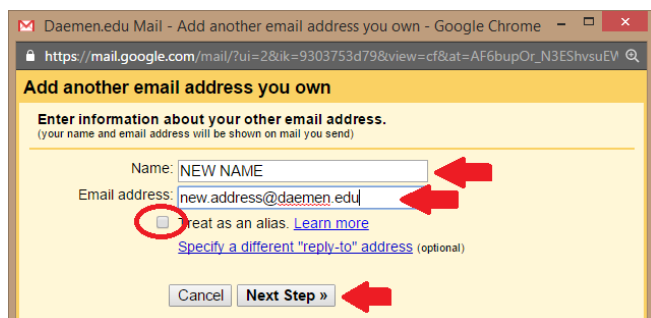 Daemen.edu Mail - Add another email address you own - Google Chrome
https://mail.google.com/mail/?ui=2&ik=9303753d79&view=cf&at=AF6bupOr_N3EShvsuEW
Add another email address you own
Enter information about your other email address.
(your name and email address will be shown on mail you send)
Name: NEW NAME
Email address: new.address@daemen.edu
Treat as an alias. Learn more
Specify a different "reply-to" address (optional)
Cancel Next Step »